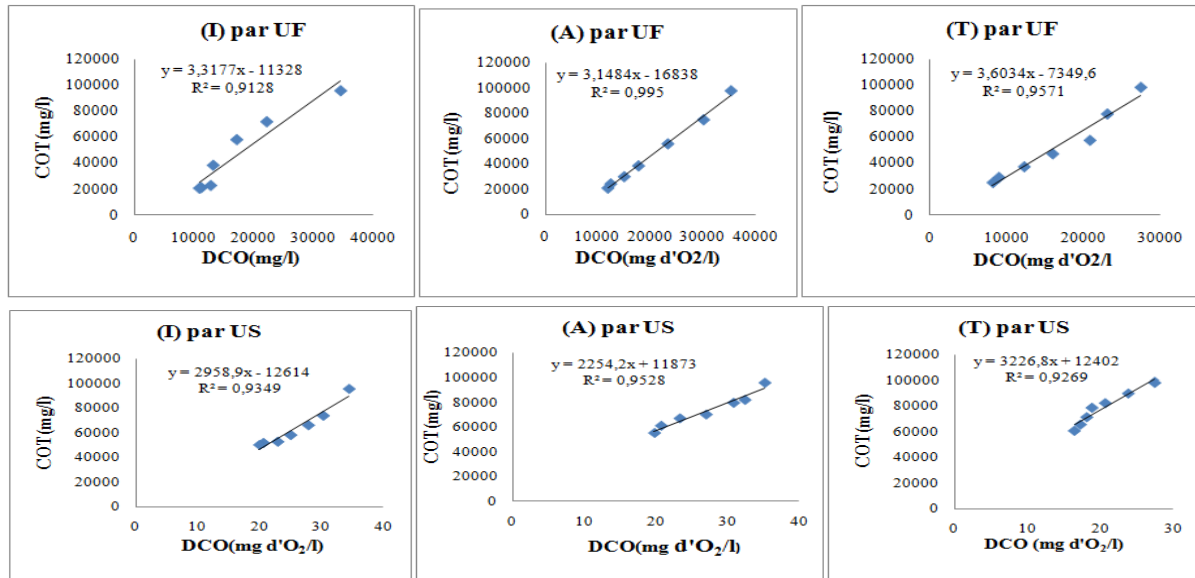 (I) par UF
120000
100000
80000
60000
40000
20000
0
COT(mg/l)
y = 3,3177x - 11328
R² = 0,9128
0 10000 20000 30000 40000
DCO(mg/l)
(A) par UF
120000
100000
80000
60000
40000
20000
0
COT(mg/l)
y = 3,1484x - 16838
R² = 0,995
0 10000 20000 30000 40000
DCO(mg d'O2/l)
(T) par UF
120000
100000
80000
60000
40000
20000
0
COT(mg/l)
y = 3,6034x - 7349,6
R² = 0,9571
0 10000 20000 30000
DCO(mg d'O2/l
(I) par US
120000
100000
80000
60000
40000
20000
0
COT(mg/l)
y = 2958,9x - 12614
R² = 0,9349
0 10 20 30 40
DCO(mg d'O₂/l)
(A) par US
120000
100000
80000
60000
40000
20000
0
COT(mg/l)
y = 2254,2x + 11873
R² = 0,9528
0 10 20 30 40
DCO(mg d'O₂/l)
(T) par US
120000
100000
80000
60000
40000
20000
0
COT(mg/l)
y = 3226,8x + 12402
R² = 0,9269
0 10 20 30
DCO (mg d'O₂/l)